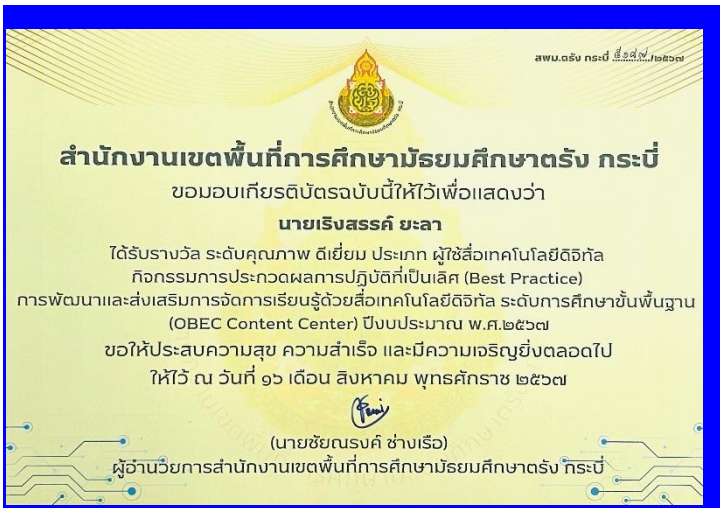 สพม.ตรัง กระบี่ ๕๑๘๗/๒๕๖๗
สำนักงานเขตพื้นที่การศึกษามัธยมศึกษาตรัง กระบี่
ขอมอบเกียรติบัตรฉบับนี้ให้ไว้เพื่อแสดงว่า
นายเริงสรรค์ ยะลา
ได้รับรางวัล ระดับคุณภาพ ดีเยี่ยม ประเภท ผู้ใช้สื่อเทคโนโลยีดิจิทัล
กิจกรรมการประกวดผลการปฏิบัติที่เป็นเลิศ (Best Practice)
การพัฒนาและส่งเสริมการจัดการเรียนรู้ด้วยสื่อเทคโนโลยีดิจิทัล ระดับการศึกษาขั้นพื้นฐาน
(OBEC Content Center) ปีงบประมาณ พ.ศ.๒๕๖๗
ขอให้ประสบความสุข ความสำเร็จ และมีความเจริญยิ่งตลอดไป
ให้ไว้ ณ วันที่ ๑๖ เดือน สิงหาคม พุทธศักราช ๒๕๖๗
(นายชัยณรงค์ ช่างเรือ)
ผู้อำนวยการสำนักงานเขตพื้นที่การศึกษามัธยมศึกษาตรัง กระบี่